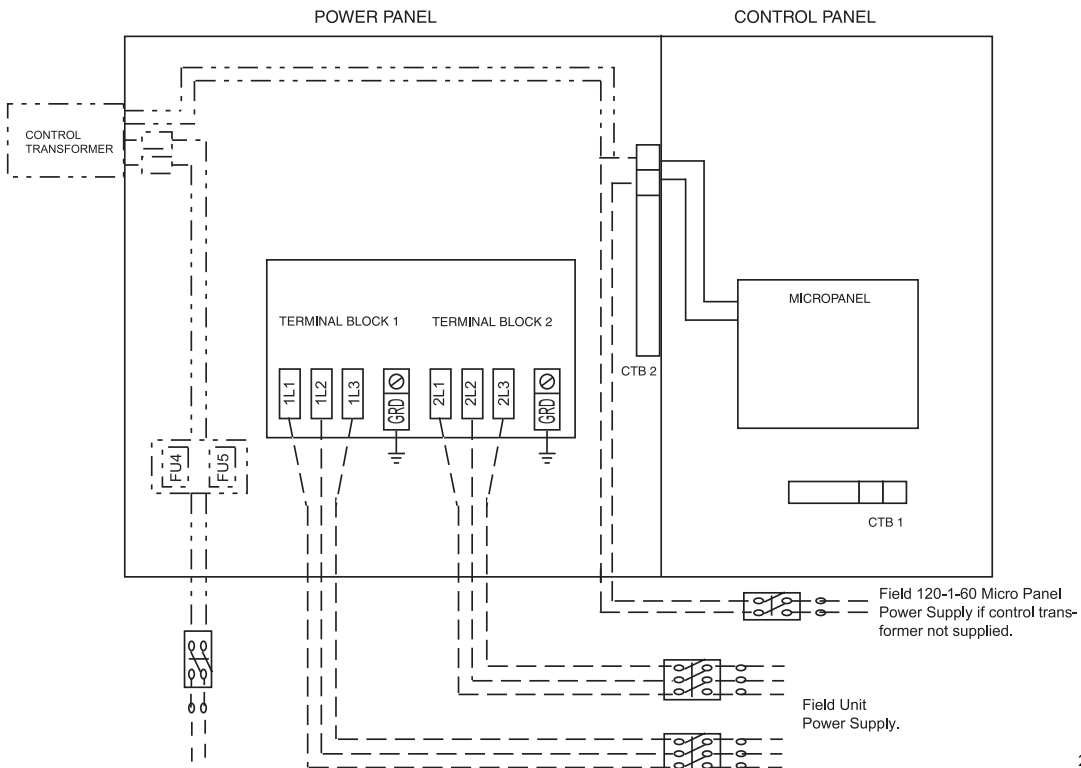 POWER PANEL
CONTROL PANEL
CONTROL
TRANSFORMER
MICROPANEL
TERMINAL BLOCK 1
TERMINAL BLOCK 2
CTB 2
1L1
1L2
1L3
GRD
2L1
2L2
2L3
GRD
FU4
FU5
CTB 1
Field 120-1-60 Micro Panel
Power Supply if control trans-
former not supplied.
Field Unit
Power Supply.